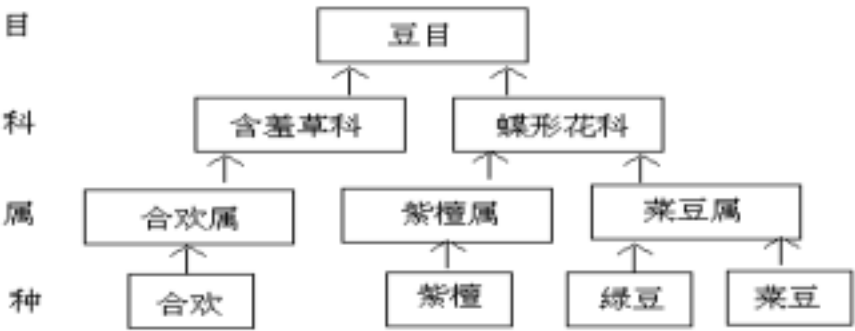 目 豆目
科 含羞草科 蝶形花科
属 合欢属 紫檀属 菜豆属
种 合欢 紫檀 绿豆 菜豆